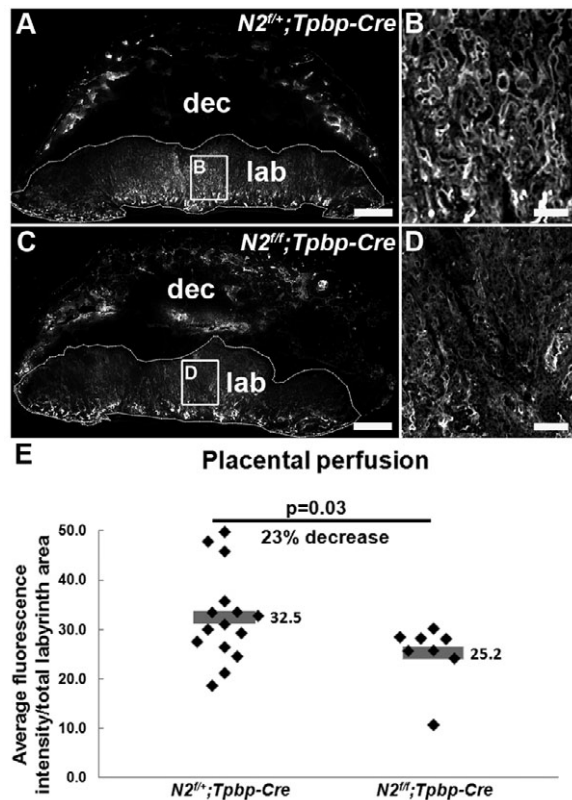 A
N2f/+;Tpbp-Cre
B
dec
B
lab
C
N2f/f;Tpbp-Cre
D
dec
D
lab
E
Placental perfusion
p=0.03
23% decrease
Average fluorescence
intensity/total labyrinth area
50.0
40.0
30.0
20.0
10.0
0.0
32.5
25.2
N2f/+;Tpbp-Cre
N2f/f;Tpbp-Cre